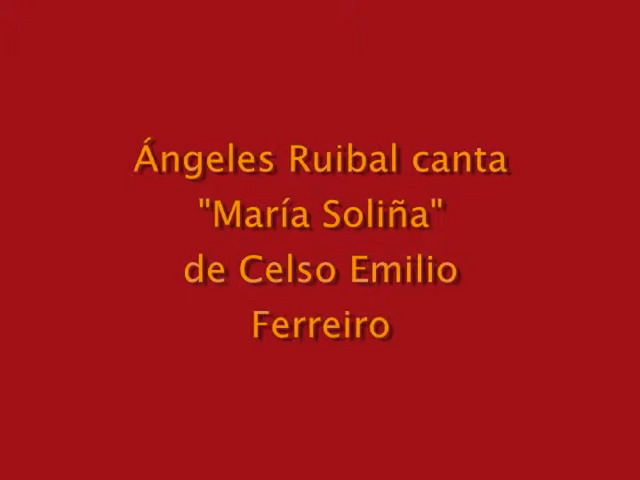 Ángeles Ruibal canta
"María Soliña"
de Celso Emilio
Ferreiro